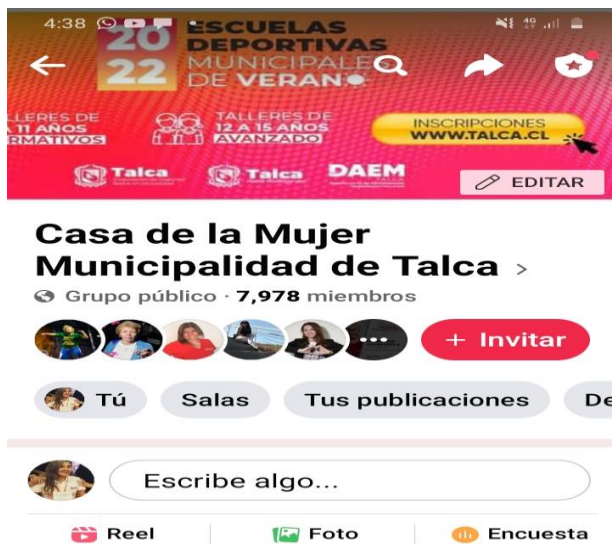 4:38
4G
2022
ESCUELAS
DEPORTIVAS
MUNICIPALES
DE VERANO
LLERES DE
11 AÑOS
RMATIVOS
TALLERES DE
12 A 15 AÑOS
AVANZADO
INSCRIPCIONES
WWW.TALCA.CL
Talca
Talca
DAEM
EDITAR
Casa de la Mujer
Municipalidad de Talca >
Grupo público · 7,978 miembros
+ Invitar
Tú Salas Tus publicaciones De
Escribe algo...
Reel Foto Encuesta